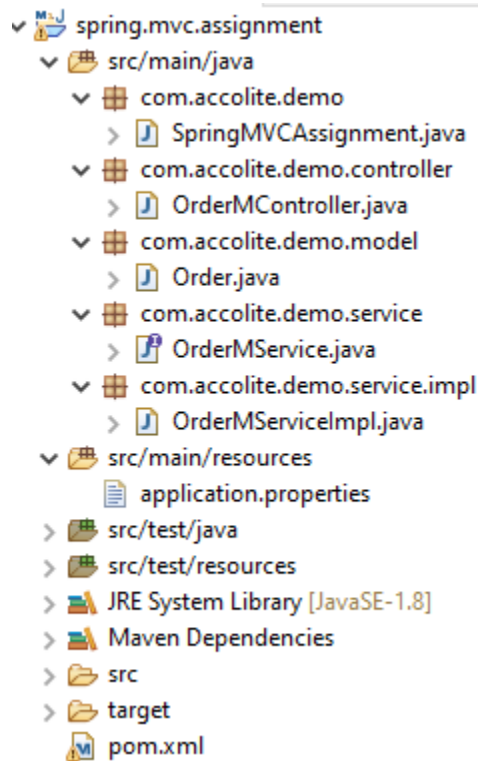 spring.mvc.assignment
src/main/java
com.accolite.demo
SpringMVCAssignment.java
com.accolite.demo.controller
OrderMController.java
com.accolite.demo.model
Order.java
com.accolite.demo.service
OrderMService.java
com.accolite.demo.service.impl
OrderMServiceImpl.java
src/main/resources
application.properties
src/test/java
src/test/resources
JRE System Library [JavaSE-1.8]
Maven Dependencies
src
target
pom.xml